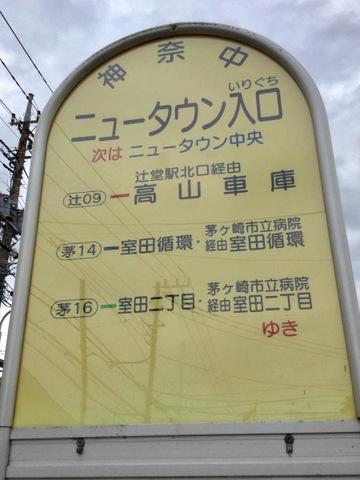 神奈中
いりぐち
ニュータウン入口
次は ニュータウン中央
辻堂駅北口経由
辻09 ー高山車庫
茅ヶ崎市立病院
茅14 ー室田循環・経由室田循環
茅ヶ崎市立病院
茅16 ー室田二丁目・経由室田二丁目
ゆき